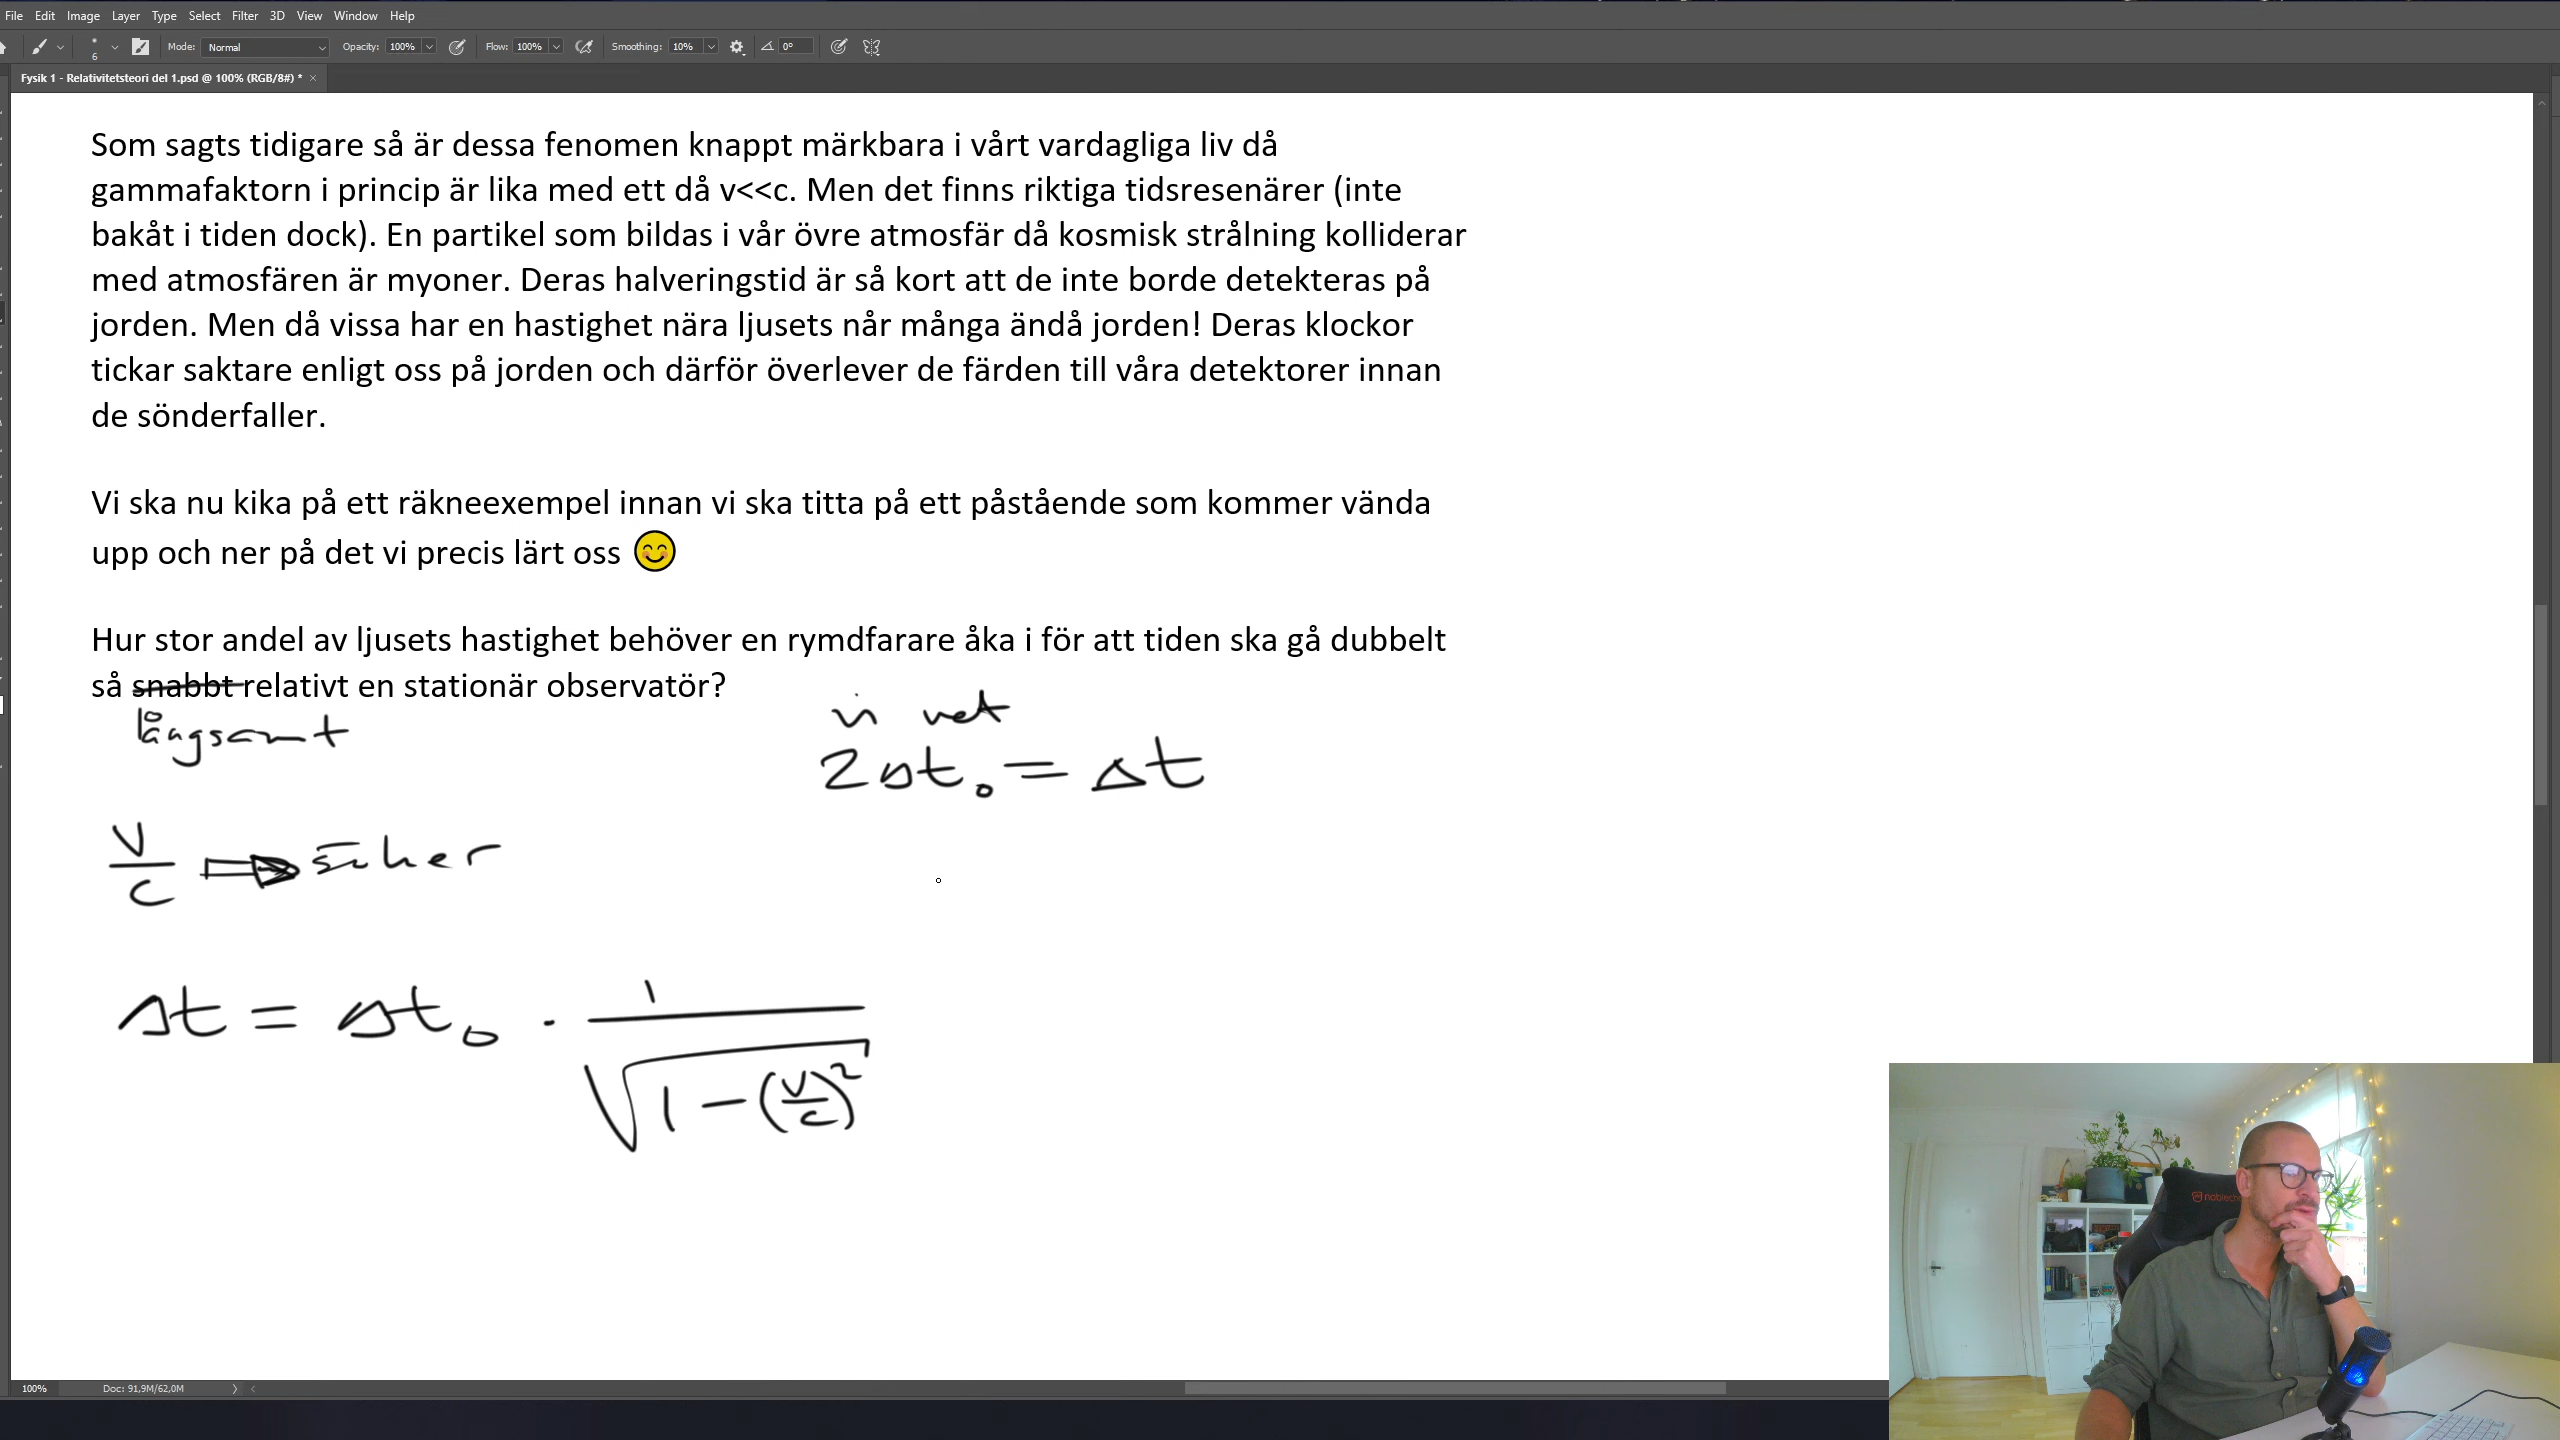 File Edit Image Layer Type Select Filter 3D View Window Help
6 Mode: Normal Opacity: 100% Flow: 100% Smoothing: 10% 0°
Fysik 1 - Relativitetsteori del 1.psd @ 100% (RGB/8#) * ×
Som sagts tidigare så är dessa fenomen knappt märkbara i vårt vardagliga liv då
gammafaktorn i princip är lika med ett då v<<c. Men det finns riktiga tidsresenärer (inte
bakåt i tiden dock). En partikel som bildas i vår övre atmosfär då kosmisk strålning kolliderar
med atmosfären är myoner. Deras halveringstid är så kort att de inte borde detekteras på
jorden. Men då vissa har en hastighet nära ljusets når många ändå jorden! Deras klockor
tickar saktare enligt oss på jorden och därför överlever de färden till våra detektorer innan
de sönderfaller.
Vi ska nu kika på ett räkneexempel innan vi ska titta på ett påstående som kommer vända
upp och ner på det vi precis lärt oss 😊
Hur stor andel av ljusets hastighet behöver en rymdfarare åka i för att tiden ska gå dubbelt
så snabbt relativt en stationär observatör?
långsamt
vi vet
2Δt₀ = Δt
v/c ⇒ söker
Δt = Δt₀ · 1/√(1 − (v/c)²)
100% Doc: 91,9M/62,0M